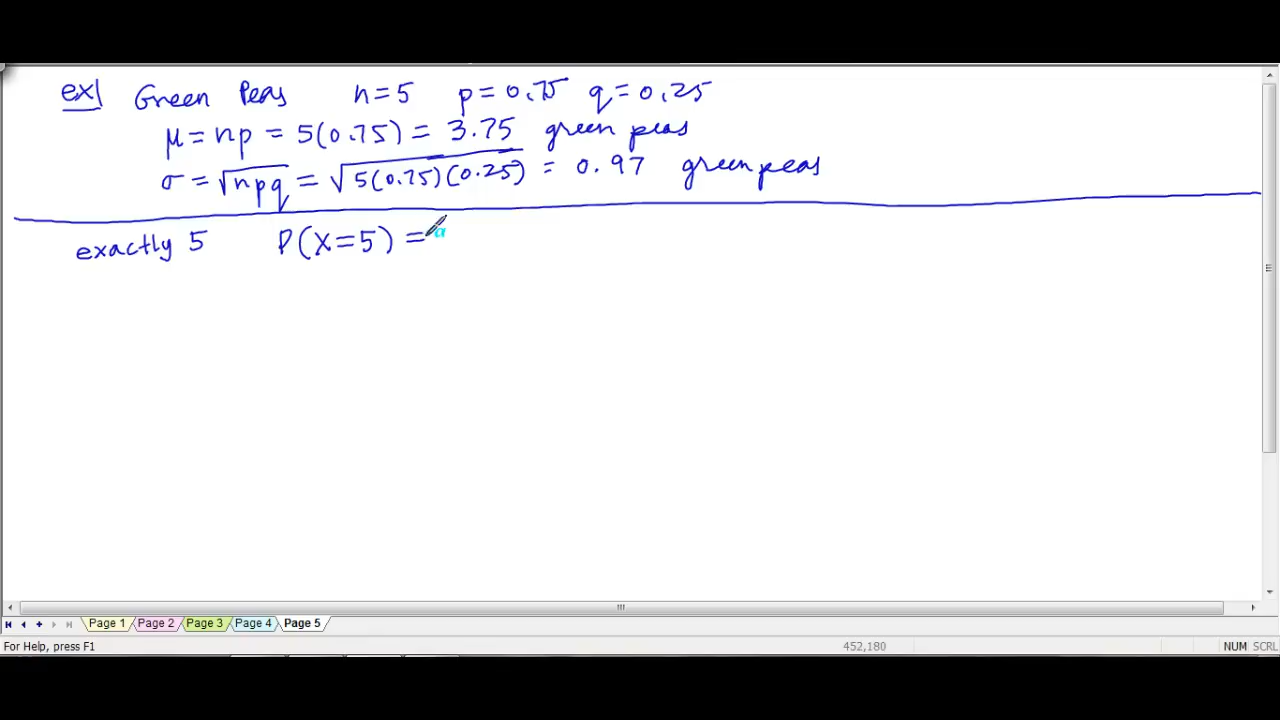 ex1 Green Peas n=5 p=0.75 q=0.25
μ=np = 5(0.75) = 3.75 green peas
σ = √npq = √5(0.75)(0.25) = 0.97 green peas
exactly 5 P(X=5) =
Page 1 Page 2 Page 3 Page 4 Page 5
For Help, press F1 452,180 NUM SCRL